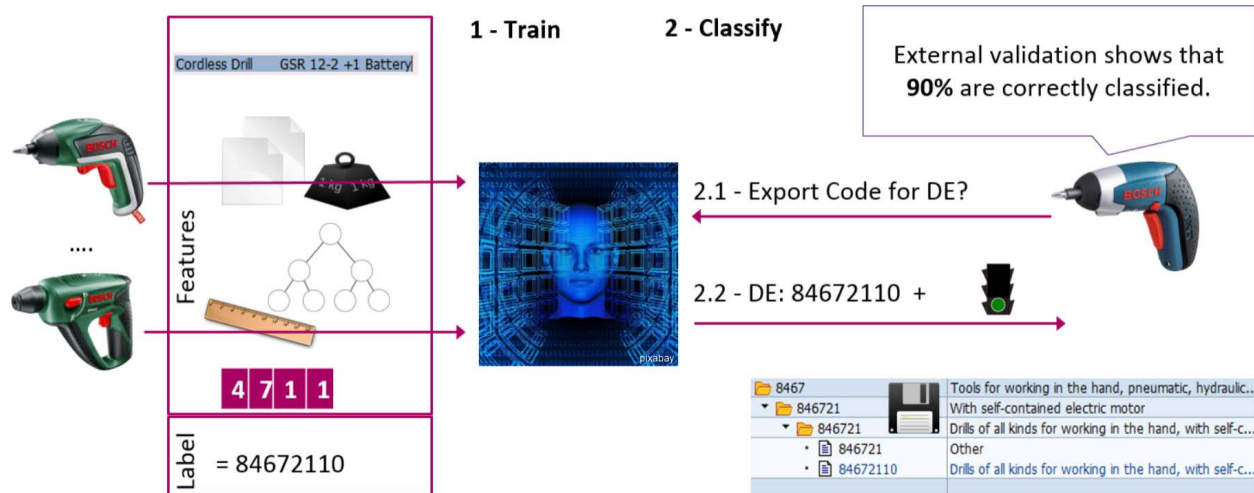 1 - Train
2 - Classify
External validation shows that
90% are correctly classified.
Cordless Drill GSR 12-2 +1 Battery
BOSCH
....
BOSCH
Features
1 kg 1 kg
4 7 1 1
Label
= 84672110
pixabay
2.1 - Export Code for DE?
BOSCH
2.2 - DE: 84672110 +
8467 Tools for working in the hand, pneumatic, hydraulic...
846721 With self-contained electric motor
846721 Drills of all kinds for working in the hand, with self-c...
846721 Other
84672110 Drills of all kinds for working in the hand, with self-c...